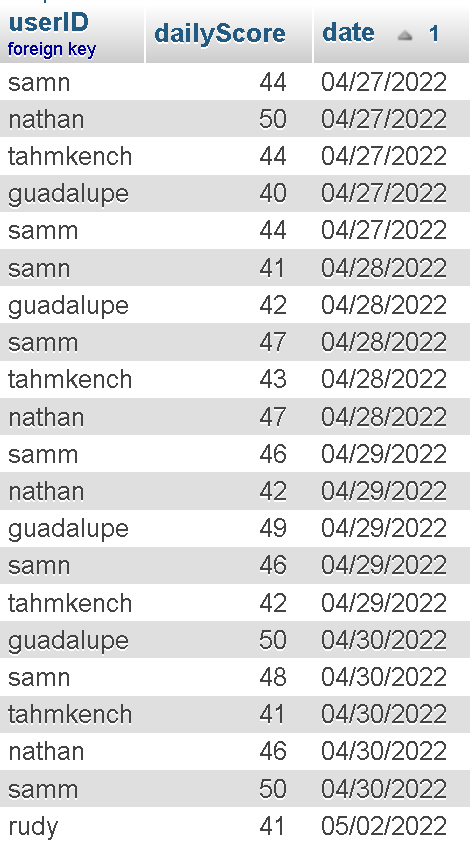 userID dailyScore date 1
foreign key
samn 44 04/27/2022
nathan 50 04/27/2022
tahmkench 44 04/27/2022
guadalupe 40 04/27/2022
samm 44 04/27/2022
samn 41 04/28/2022
guadalupe 42 04/28/2022
samm 47 04/28/2022
tahmkench 43 04/28/2022
nathan 47 04/28/2022
samm 46 04/29/2022
nathan 42 04/29/2022
guadalupe 49 04/29/2022
samn 46 04/29/2022
tahmkench 42 04/29/2022
guadalupe 50 04/30/2022
samn 48 04/30/2022
tahmkench 41 04/30/2022
nathan 46 04/30/2022
samm 50 04/30/2022
rudy 41 05/02/2022